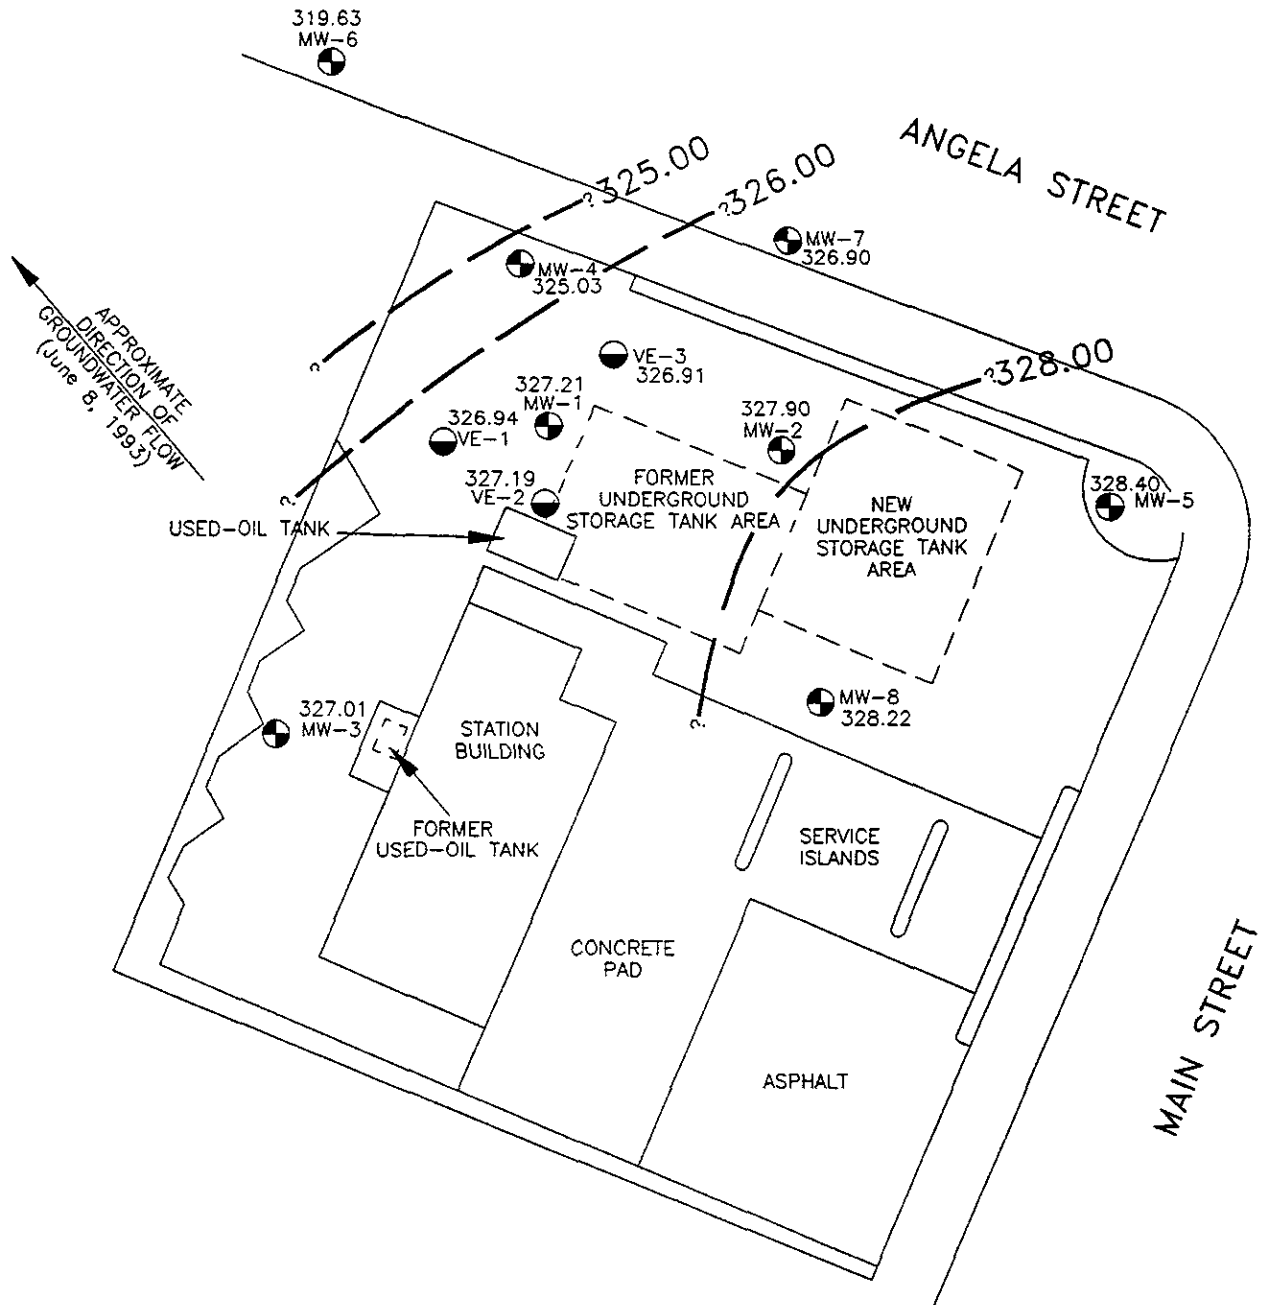 319.63
MW-6
ANGELA STREET
?325.00
?326.00
MW-7
326.90
MW-4
325.03
APPROXIMATE
DIRECTION OF
GROUNDWATER FLOW
(June 8, 1993)
?
VE-3
326.91
?328.00
327.21
MW-1
326.94
VE-1
327.90
MW-2
327.19
VE-2
?
328.40
MW-5
FORMER
UNDERGROUND
STORAGE TANK AREA
NEW
UNDERGROUND
STORAGE TANK
AREA
USED-OIL TANK
MW-8
328.22
?
327.01
MW-3
STATION
BUILDING
FORMER
USED-OIL TANK
SERVICE
ISLANDS
CONCRETE
PAD
ASPHALT
MAIN STREET